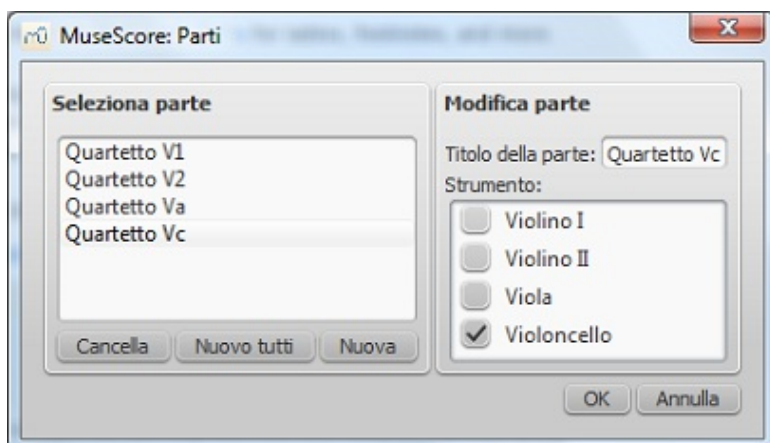 MuseScore: Parti
Seleziona parte
Quartetto V1
Quartetto V2
Quartetto Va
Quartetto Vc
Cancella Nuovo tutti Nuova
Modifica parte
Titolo della parte: Quartetto Vc
Strumento:
Violino I
Violino II
Viola
Violoncello
OK Annulla